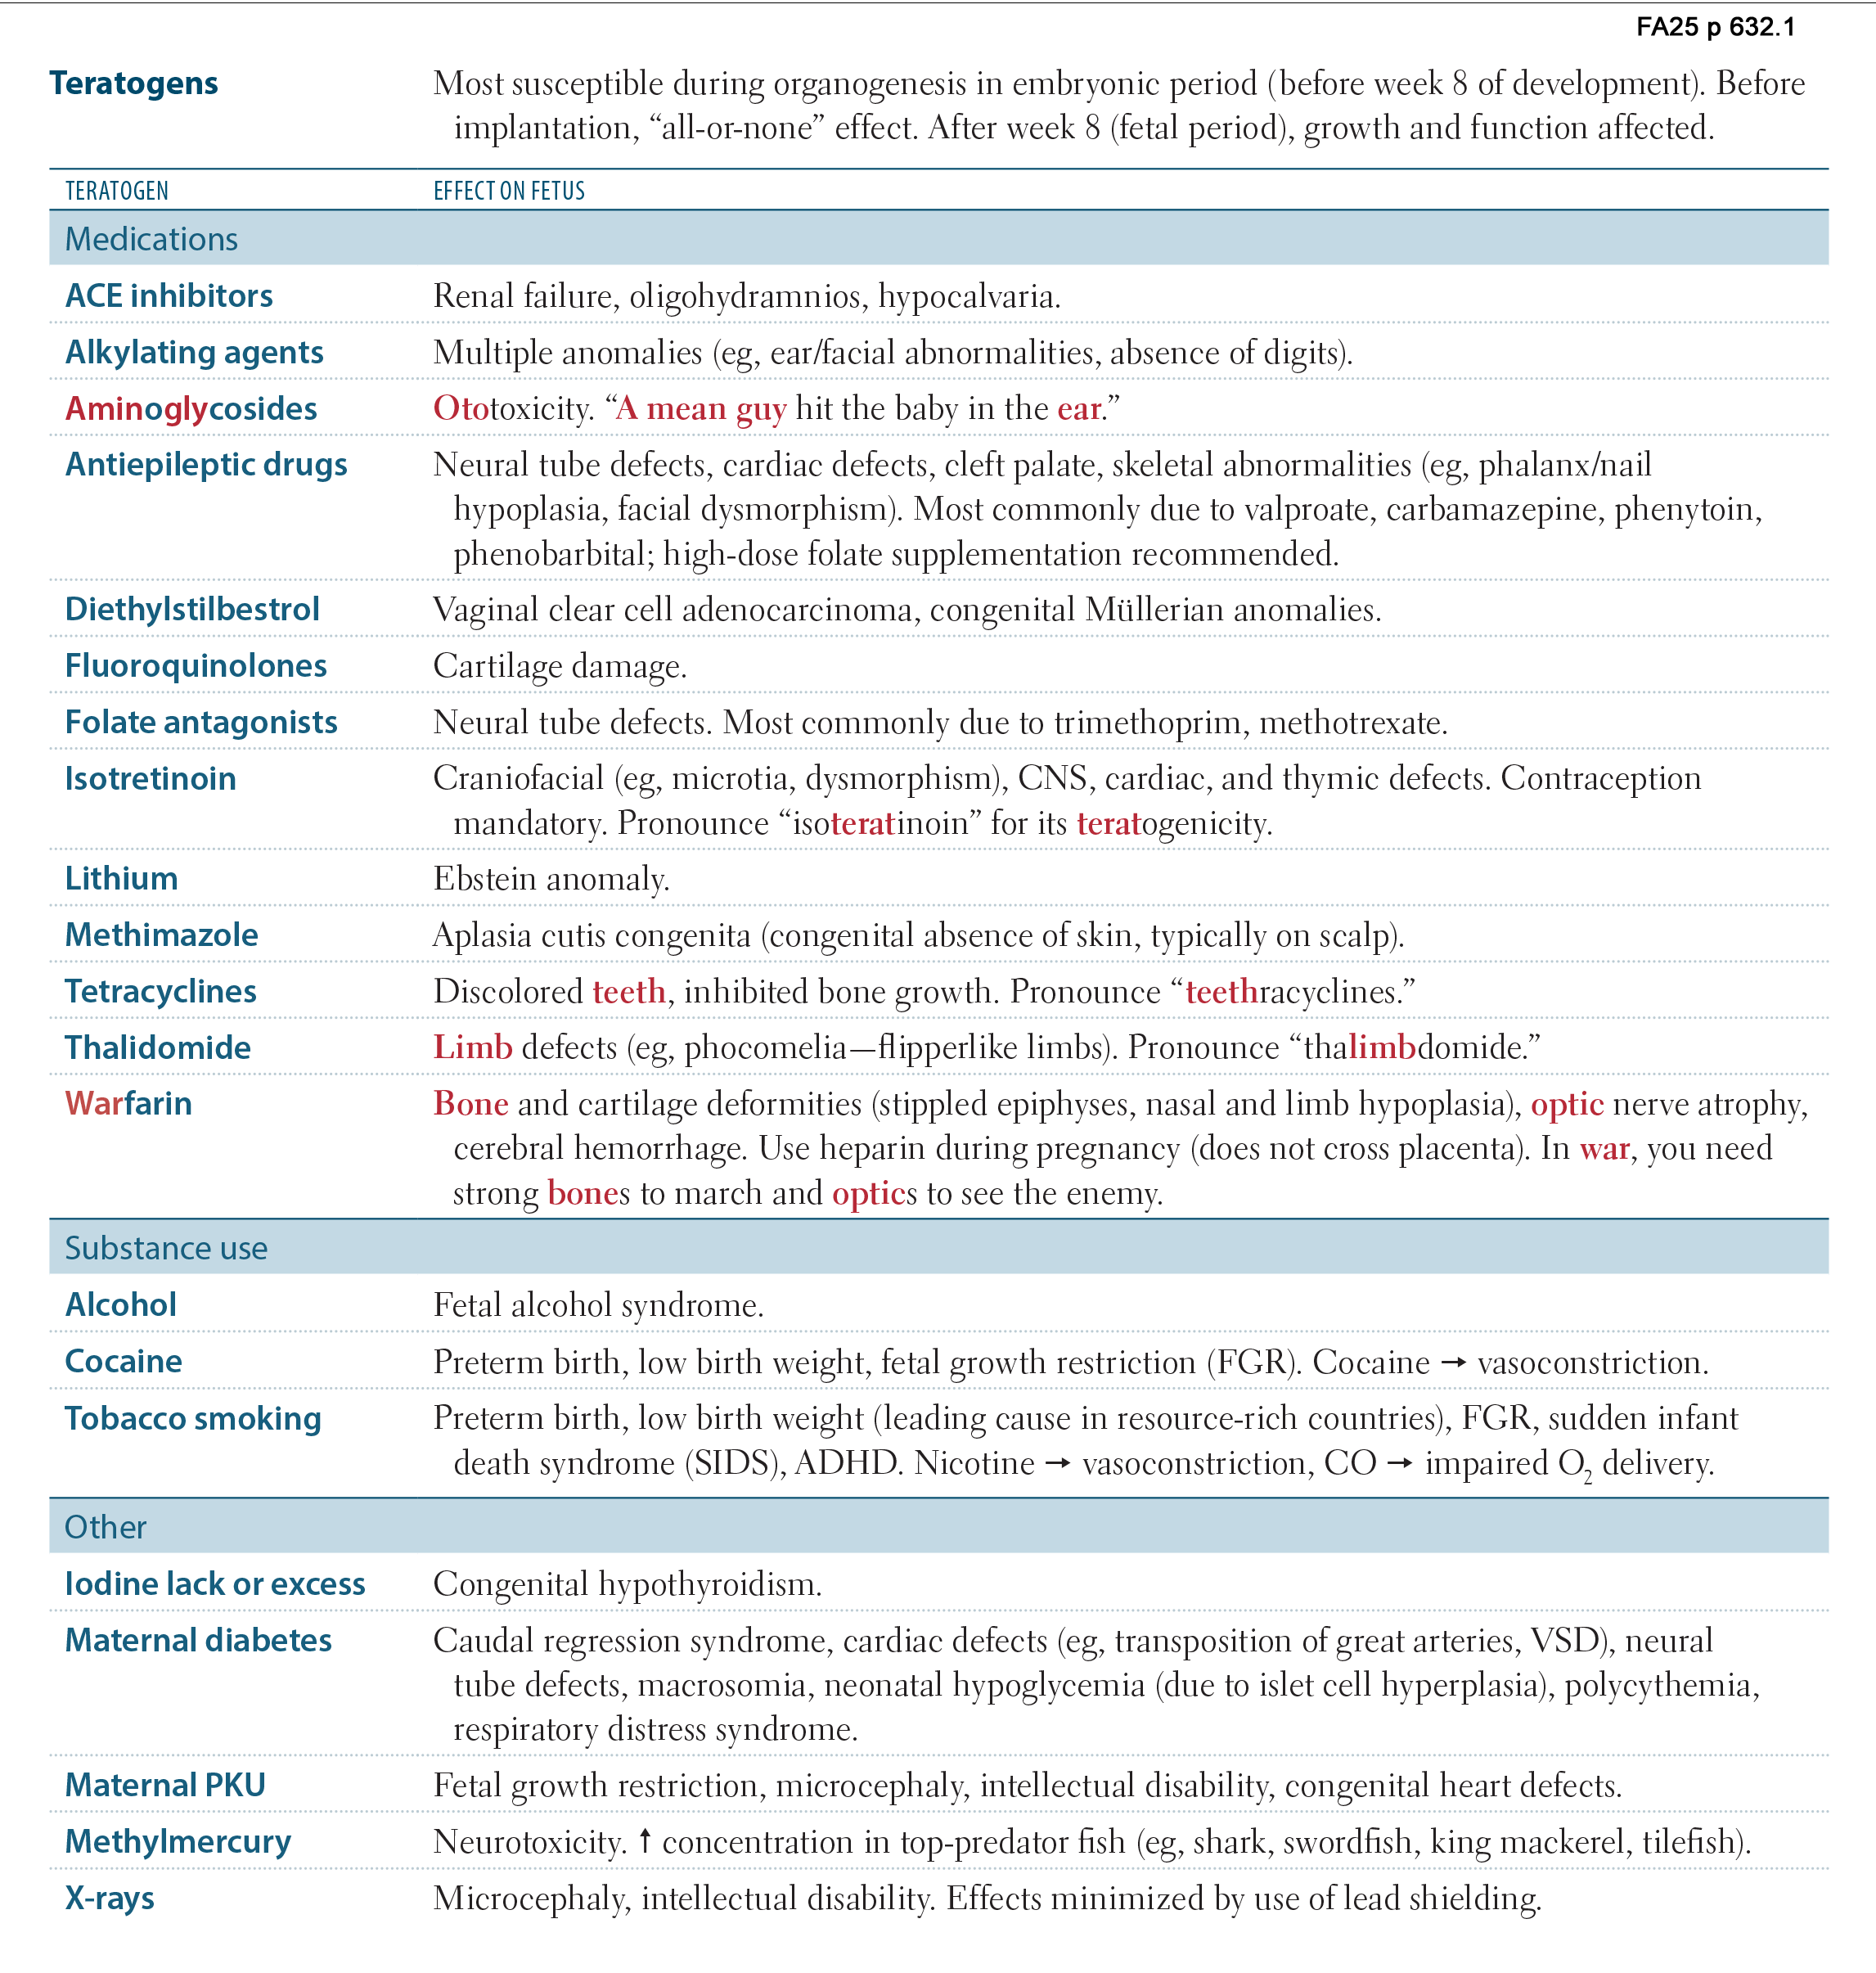 FA25 p 632.1
Teratogens
Most susceptible during organogenesis in embryonic period (before week 8 of development). Before
implantation, “all-or-none” effect. After week 8 (fetal period), growth and function affected.
TERATOGEN EFFECT ON FETUS
Medications
ACE inhibitors Renal failure, oligohydramnios, hypocalvaria.
Alkylating agents Multiple anomalies (eg, ear/facial abnormalities, absence of digits).
Aminoglycosides Ototoxicity. “A mean guy hit the baby in the ear.”
Antiepileptic drugs Neural tube defects, cardiac defects, cleft palate, skeletal abnormalities (eg, phalanx/nail
hypoplasia, facial dysmorphism). Most commonly due to valproate, carbamazepine, phenytoin,
phenobarbital; high-dose folate supplementation recommended.
Diethylstilbestrol Vaginal clear cell adenocarcinoma, congenital Müllerian anomalies.
Fluoroquinolones Cartilage damage.
Folate antagonists Neural tube defects. Most commonly due to trimethoprim, methotrexate.
Isotretinoin Craniofacial (eg, microtia, dysmorphism), CNS, cardiac, and thymic defects. Contraception
mandatory. Pronounce “isoteratinoin” for its teratogenicity.
Lithium Ebstein anomaly.
Methimazole Aplasia cutis congenita (congenital absence of skin, typically on scalp).
Tetracyclines Discolored teeth, inhibited bone growth. Pronounce “teethracyclines.”
Thalidomide Limb defects (eg, phocomelia—flipperlike limbs). Pronounce “thalimbdomide.”
Warfarin Bone and cartilage deformities (stippled epiphyses, nasal and limb hypoplasia), optic nerve atrophy,
cerebral hemorrhage. Use heparin during pregnancy (does not cross placenta). In war, you need
strong bones to march and optics to see the enemy.
Substance use
Alcohol Fetal alcohol syndrome.
Cocaine Preterm birth, low birth weight, fetal growth restriction (FGR). Cocaine → vasoconstriction.
Tobacco smoking Preterm birth, low birth weight (leading cause in resource-rich countries), FGR, sudden infant
death syndrome (SIDS), ADHD. Nicotine → vasoconstriction, CO → impaired O₂ delivery.
Other
Iodine lack or excess Congenital hypothyroidism.
Maternal diabetes Caudal regression syndrome, cardiac defects (eg, transposition of great arteries, VSD), neural
tube defects, macrosomia, neonatal hypoglycemia (due to islet cell hyperplasia), polycythemia,
respiratory distress syndrome.
Maternal PKU Fetal growth restriction, microcephaly, intellectual disability, congenital heart defects.
Methylmercury Neurotoxicity. ↑ concentration in top-predator fish (eg, shark, swordfish, king mackerel, tilefish).
X-rays Microcephaly, intellectual disability. Effects minimized by use of lead shielding.